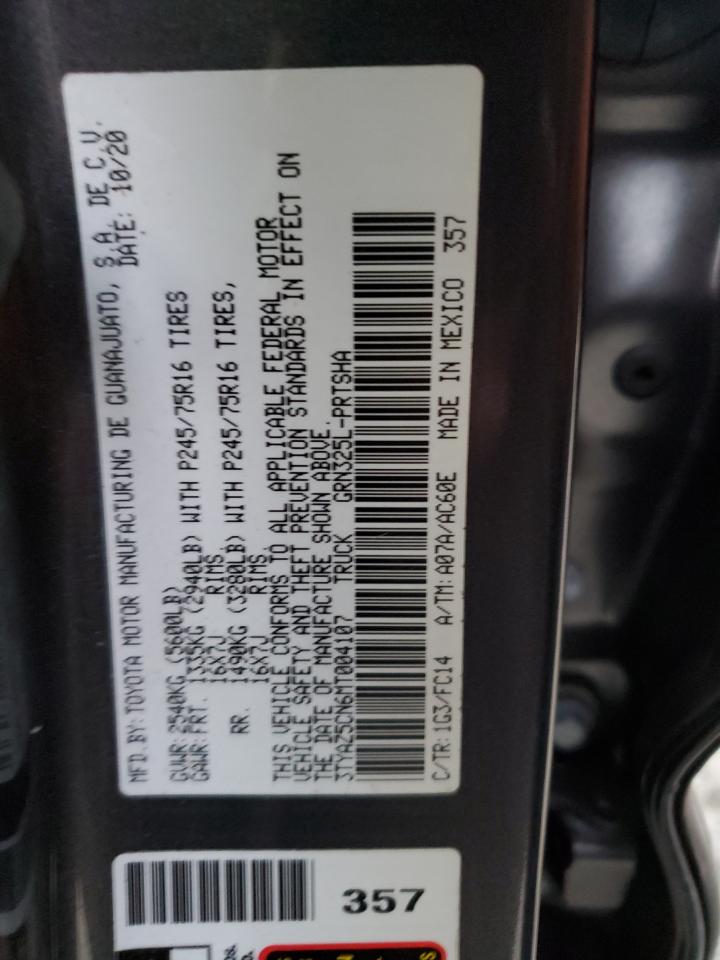 MFD.BY: TOYOTA MOTOR MANUFACTURING DE GUANAJUATO, S.A. DE C.V.
DATE: 10/20
GVWR: 2540KG (5600LB)
GAWR: FRT. 1335KG (2940LB) WITH P245/75R16 TIRES
16X7J RIMS,
RR. 1490KG (3280LB) WITH P245/75R16 TIRES,
16X7J RIMS.
THIS VEHICLE CONFORMS TO ALL APPLICABLE FEDERAL MOTOR
VEHICLE SAFETY AND THEFT PREVENTION STANDARDS IN EFFECT ON
THE DATE OF MANUFACTURE SHOWN ABOVE.
3TYAZ5CN6MT004107 TRUCK GRN325L-PRTSHA
C/TR: 1G3/FC14 A/TM: A07A/AC60E MADE IN MEXICO 357
357